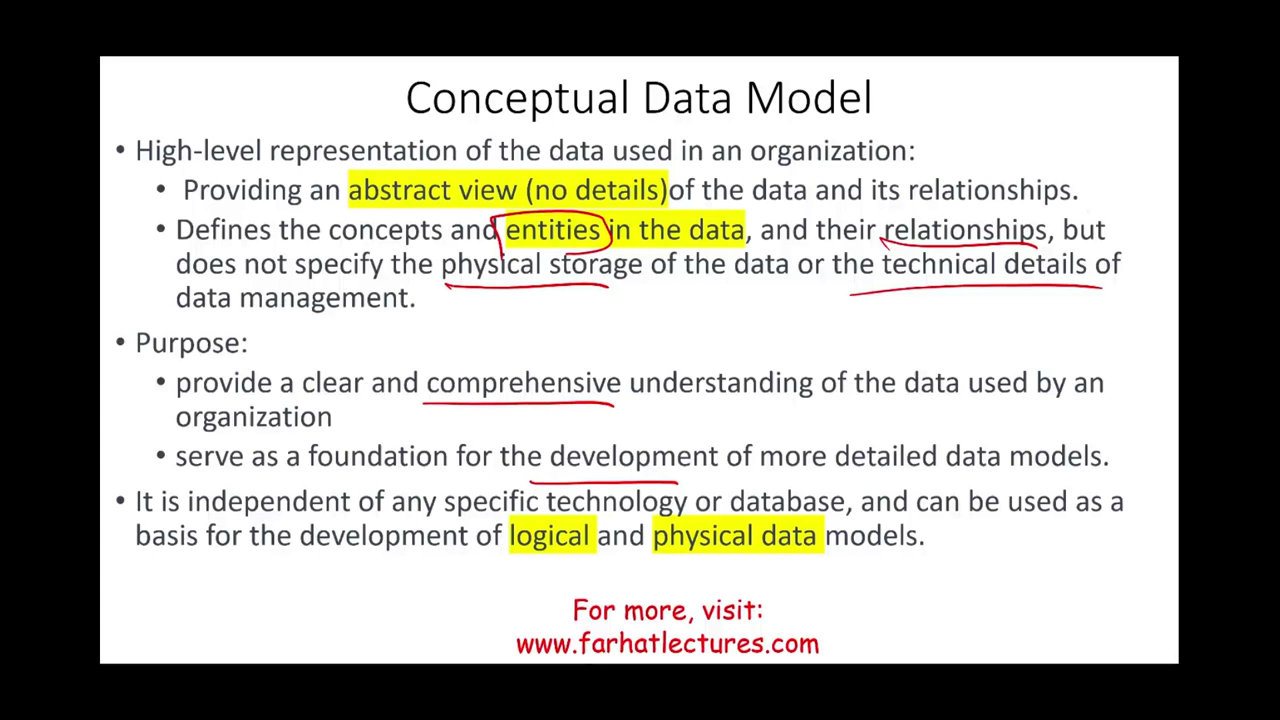 Conceptual Data Model
• High-level representation of the data used in an organization:
• Providing an abstract view (no details)of the data and its relationships.
• Defines the concepts and entities in the data, and their relationships, but
does not specify the physical storage of the data or the technical details of
data management.
• Purpose:
• provide a clear and comprehensive understanding of the data used by an
organization
• serve as a foundation for the development of more detailed data models.
• It is independent of any specific technology or database, and can be used as a
basis for the development of logical and physical data models.
For more, visit:
www.farhatlectures.com